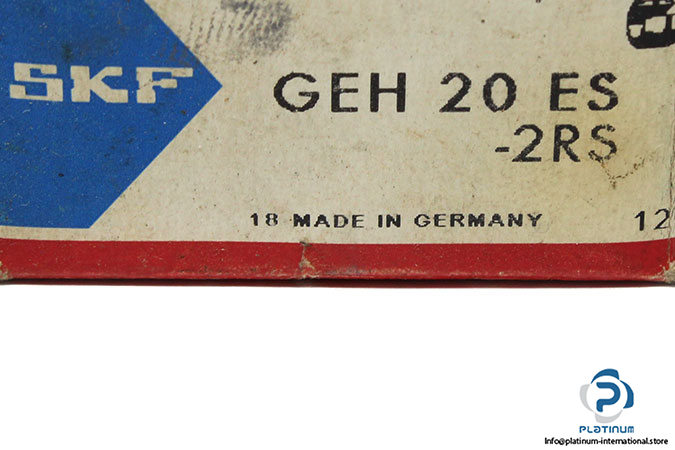 SKF
GEH 20 ES
-2RS
18 MADE IN GERMANY 12
PLATINUM
Info@platinum-international.store